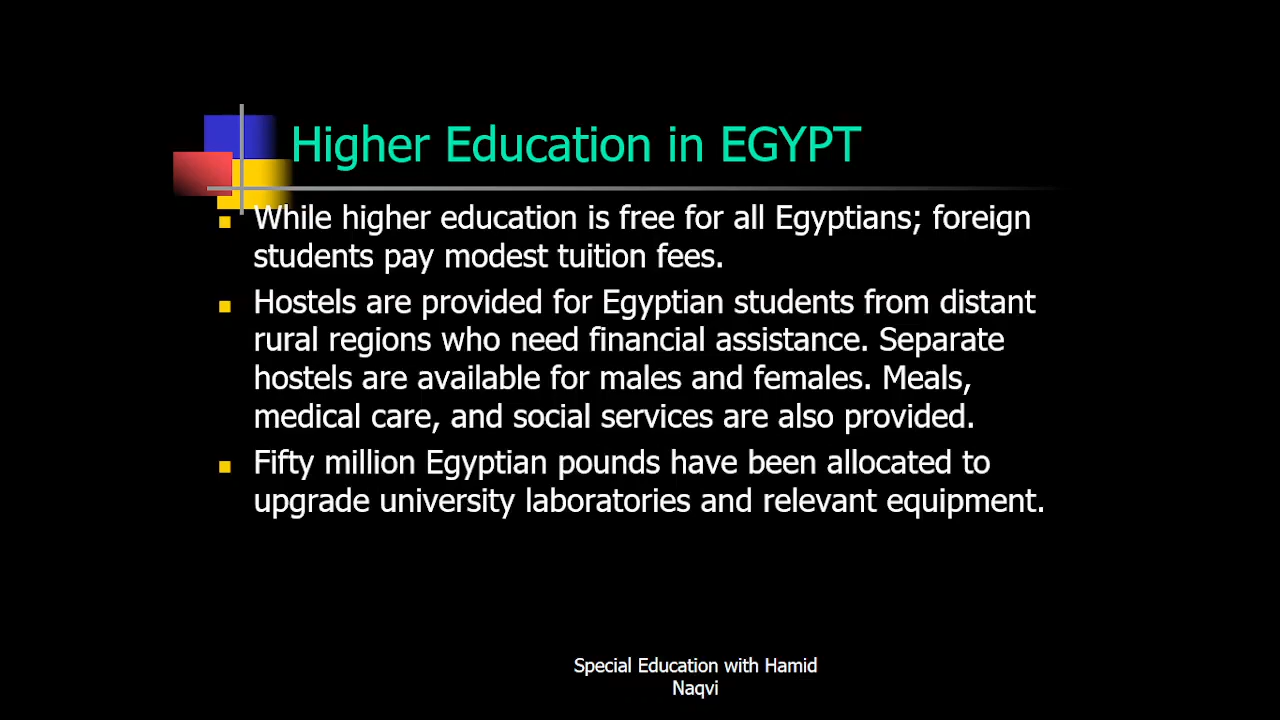 Higher Education in EGYPT
While higher education is free for all Egyptians; foreign
students pay modest tuition fees.
Hostels are provided for Egyptian students from distant
rural regions who need financial assistance. Separate
hostels are available for males and females. Meals,
medical care, and social services are also provided.
Fifty million Egyptian pounds have been allocated to
upgrade university laboratories and relevant equipment.
Special Education with Hamid
Naqvi